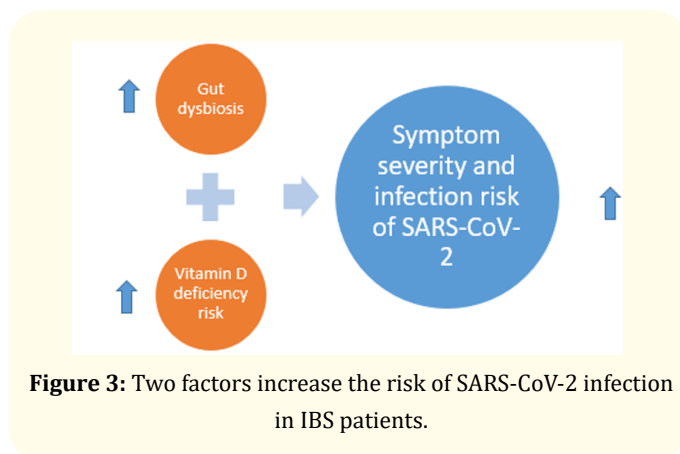 Gut
dysbiosis
Vitamin D
deficiency
risk
Symptom
severity and
infection risk
of SARS-CoV-
2
Figure 3: Two factors increase the risk of SARS-CoV-2 infection
in IBS patients.